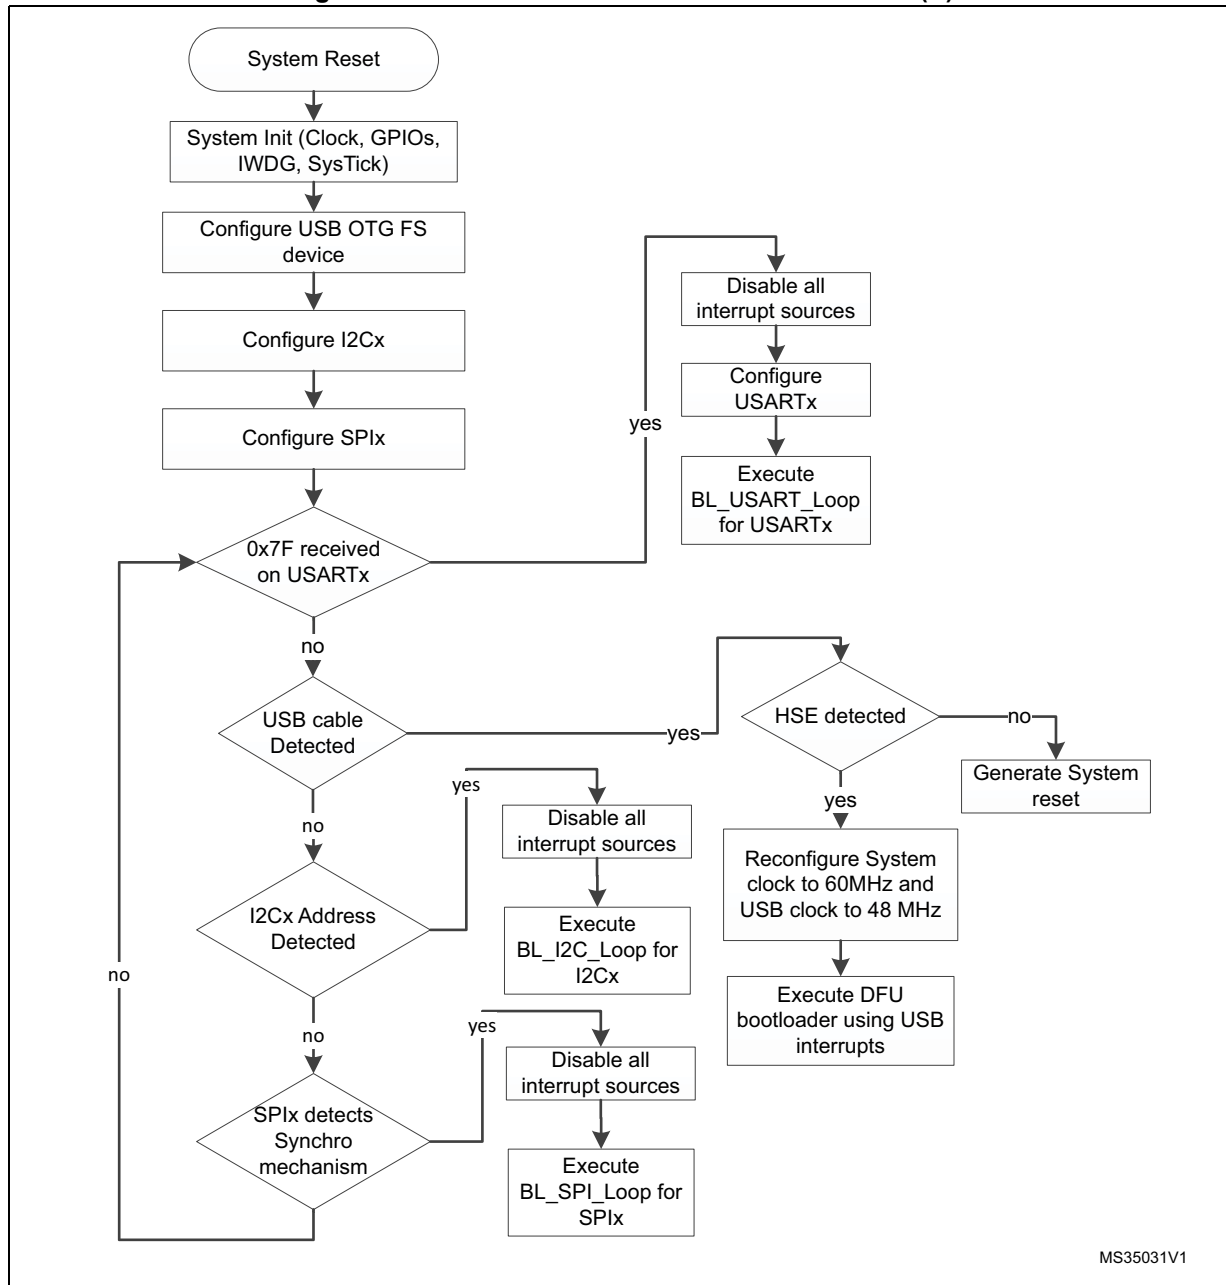 System Reset
System Init (Clock, GPIOs,
IWDG, SysTick)
Configure USB OTG FS
device
Configure I2Cx
Configure SPIx
0x7F received
on USARTx
yes
Disable all
interrupt sources
Configure
USARTx
Execute
BL_USART_Loop
for USARTx
no
USB cable
Detected
yes
HSE detected
no
Generate System
reset
yes
Reconfigure System
clock to 60MHz and
USB clock to 48 MHz
Execute DFU
bootloader using USB
interrupts
no
I2Cx Address
Detected
yes
Disable all
interrupt sources
Execute
BL_I2C_Loop for
I2Cx
no
SPIx detects
Synchro
mechanism
yes
Disable all
interrupt sources
Execute
BL_SPI_Loop for
SPIx
no
MS35031V1